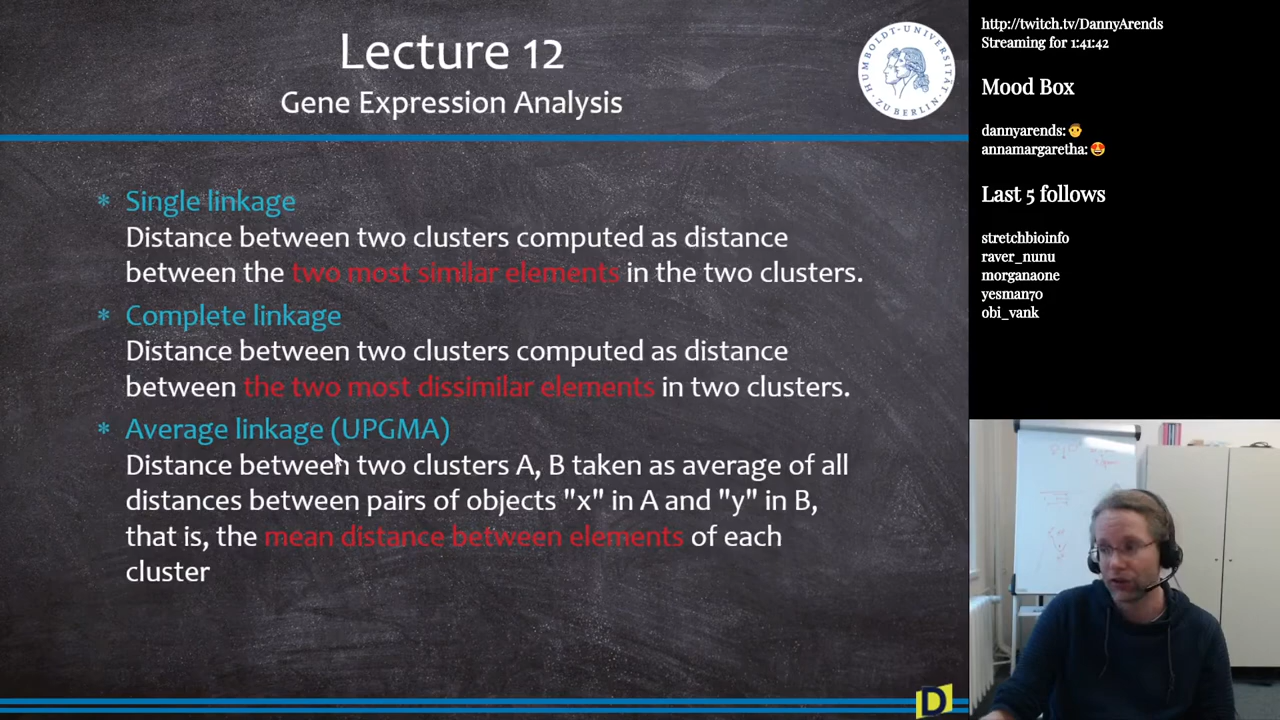 Lecture 12
Gene Expression Analysis
HUMBOLDT-UNIVERSITÄT ZU BERLIN
* Single linkage
Distance between two clusters computed as distance
between the two most similar elements in the two clusters.
* Complete linkage
Distance between two clusters computed as distance
between the two most dissimilar elements in two clusters.
* Average linkage (UPGMA)
Distance between two clusters A, B taken as average of all
distances between pairs of objects "x" in A and "y" in B,
that is, the mean distance between elements of each
cluster
D
http://twitch.tv/DannyArends
Streaming for 1:41:42
Mood Box
dannyarends:
annamargaretha: 😍
Last 5 follows
stretchbioinfo
raver_nunu
morganaone
yesman70
obi_vank